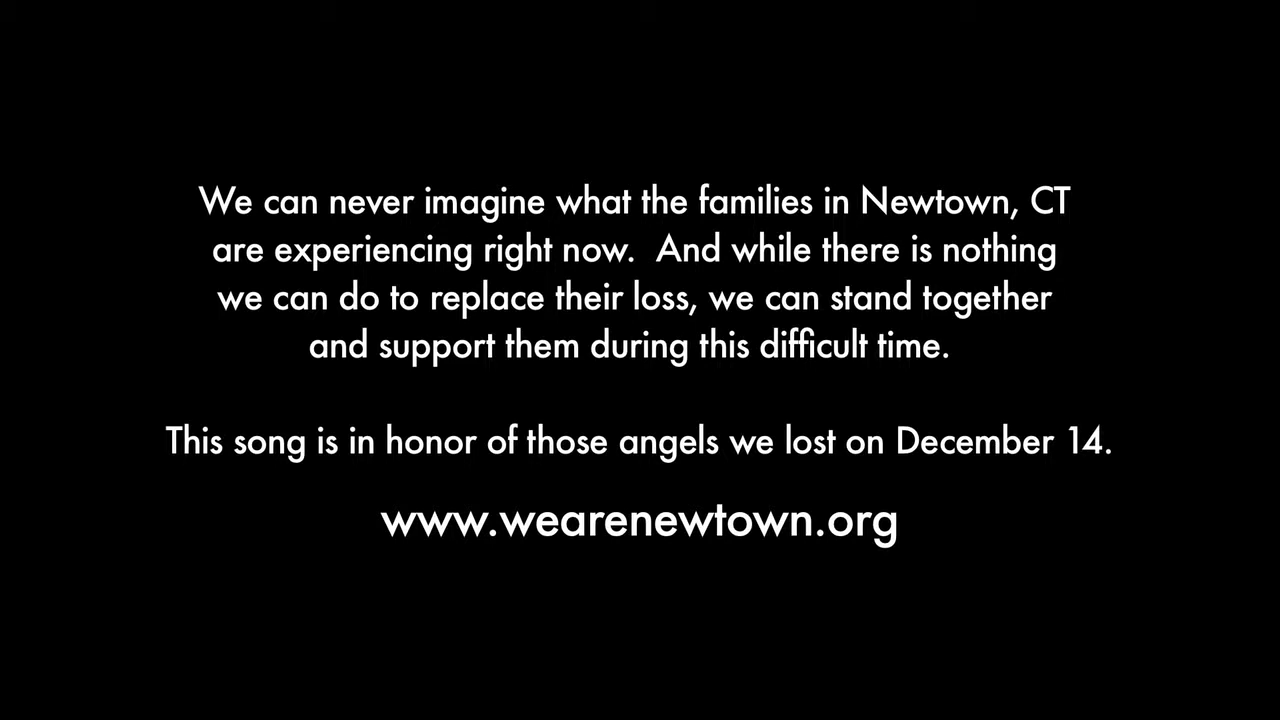 We can never imagine what the families in Newtown, CT
are experiencing right now.  And while there is nothing
we can do to replace their loss, we can stand together
and support them during this difficult time.
This song is in honor of those angels we lost on December 14.
www.wearenewtown.org